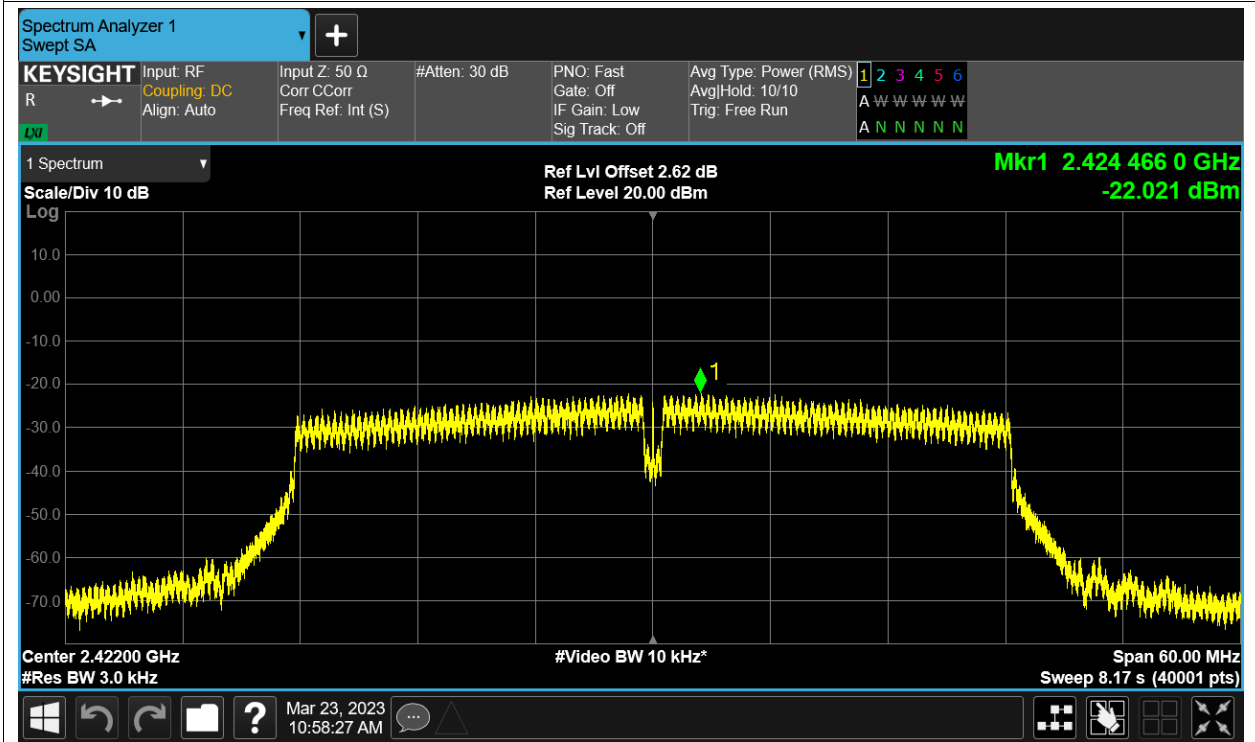 Spectrum Analyzer 1
Swept SA
+
KEYSIGHT
R
LXI
Input: RF
Coupling: DC
Align: Auto
Input Z: 50 Ω
Corr CCorr
Freq Ref: Int (S)
#Atten: 30 dB
PNO: Fast
Gate: Off
IF Gain: Low
Sig Track: Off
Avg Type: Power (RMS)
Avg|Hold: 10/10
Trig: Free Run
1 2 3 4 5 6
A W W W W W
A N N N N N
1 Spectrum
Scale/Div 10 dB
Log
Ref Lvl Offset 2.62 dB
Ref Level 20.00 dBm
Mkr1 2.424 466 0 GHz
-22.021 dBm
10.0
0.00
-10.0
-20.0
-30.0
-40.0
-50.0
-60.0
-70.0
1
Center 2.42200 GHz
#Res BW 3.0 kHz
#Video BW 10 kHz*
Span 60.00 MHz
Sweep 8.17 s (40001 pts)
?
Mar 23, 2023
10:58:27 AM